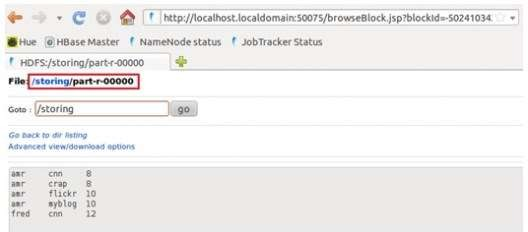 http://localhost.localdomain:50075/browseBlock.jsp?blockId=-50241034
Hue HBase Master NameNode status JobTracker Status
HDFS:/storing/part-r-00000
File: /storing/part-r-00000
Goto : /storing go
Go back to dir listing
Advanced view/download options
amr cnn 8
amr crap 8
amr flickr 10
amr myblog 10
fred cnn 12